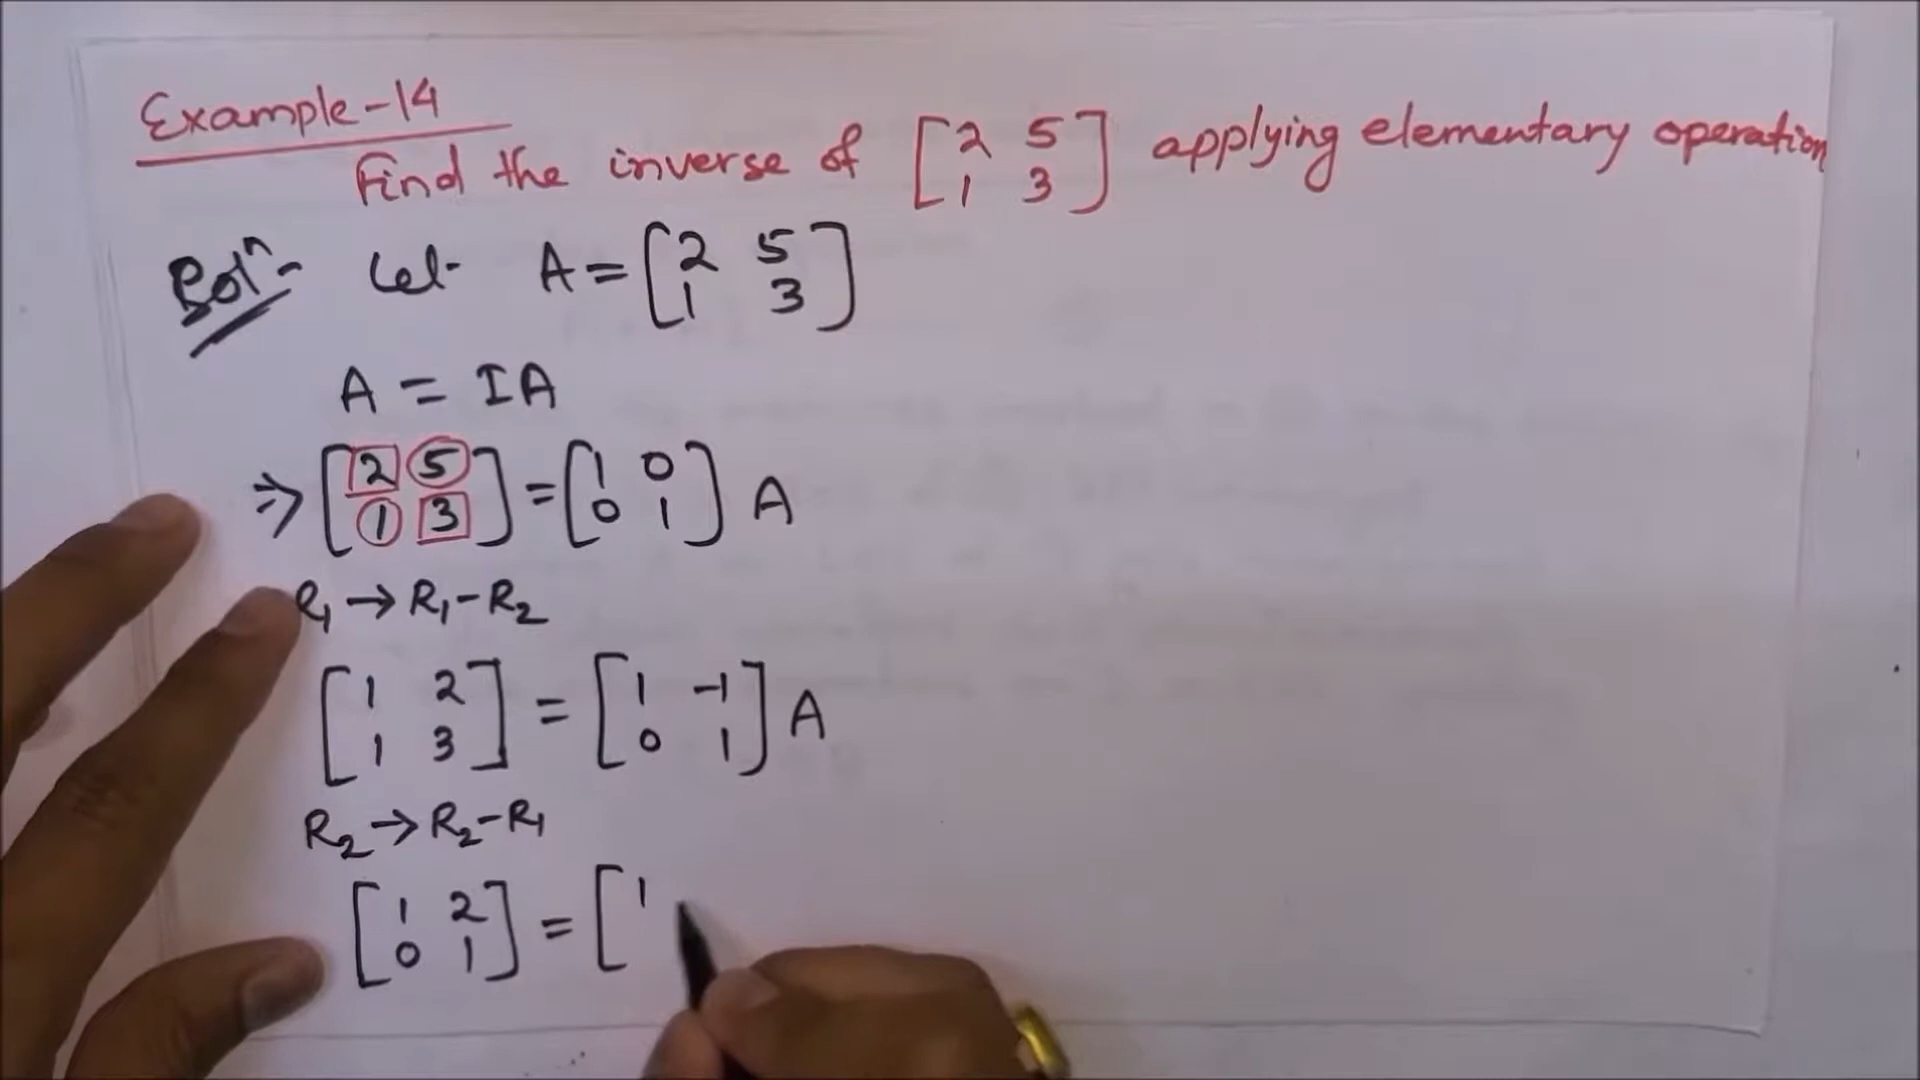 Example-14
Find the inverse of [2 5
1 3] applying elementary operation
Solⁿ- Let A = [2 5
1 3]
A = IA
⇒ [2 5
1 3] = [1 0
0 1] A
R₁ → R₁-R₂
[1 2
1 3] = [1 -1
0 1] A
R₂ → R₂-R₁
[1 2
0 1] = [1